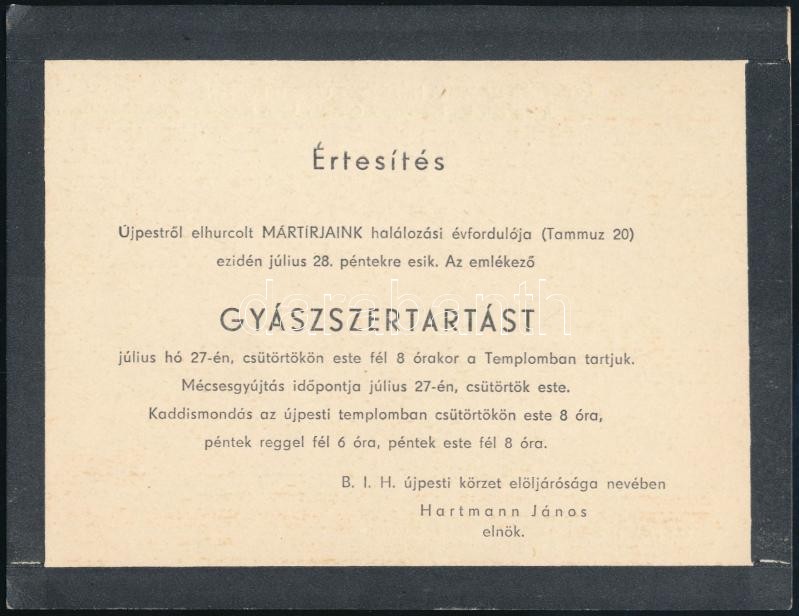 Értesítés
Újpestről elhurcolt MÁRTÍRJAINK halálozási évfordulója (Tammuz 20)
ezidén július 28. péntekre esik. Az emlékező
GYÁSZSZERTARTÁST
darabanth
július hó 27-én, csütörtökön este fél 8 órakor a Templomban tartjuk.
Mécsesgyújtás időpontja július 27-én, csütörtök este.
Kaddismondás az újpesti templomban csütörtökön este 8 óra,
péntek reggel fél 6 óra, péntek este fél 8 óra.
B. I. H. újpesti körzet elöljárósága nevében
Hartmann János
elnök.